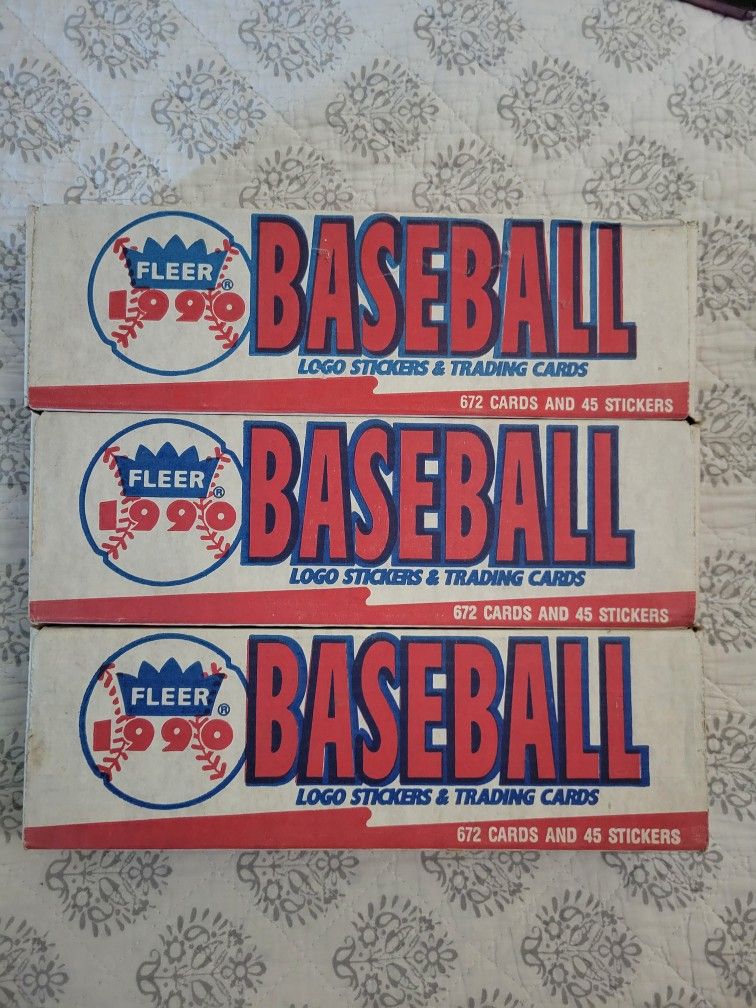 FLEER®
1990
BASEBALL
LOGO STICKERS & TRADING CARDS
672 CARDS AND 45 STICKERS
FLEER®
1990
BASEBALL
LOGO STICKERS & TRADING CARDS
672 CARDS AND 45 STICKERS
FLEER®
1990
BASEBALL
LOGO STICKERS & TRADING CARDS
672 CARDS AND 45 STICKERS